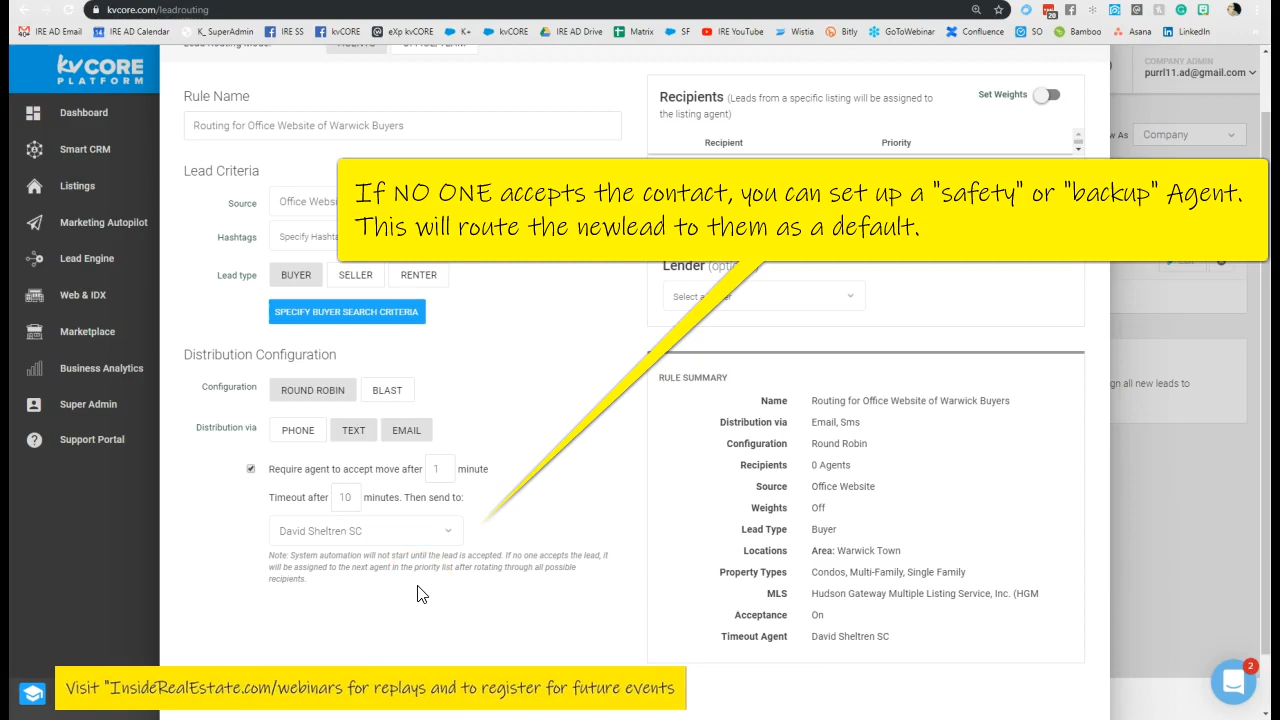 kvcore.com/leadrouting
IRE AD Email
IRE AD Calendar
K_SuperAdmin
IRE SS
kvCORE
eXp kvCORE
K+
kvCORE
IRE AD Drive
Matrix
SF
IRE YouTube
Wistia
Bitly
GoToWebinar
Confluence
SO
Bamboo
Asana
LinkedIn
20
kvCORE
PLATFORM
COMPANY ADMIN
purrl11.ad@gmail.com
Dashboard
Smart CRM
Listings
Marketing Autopilot
Lead Engine
Web & IDX
Marketplace
Business Analytics
Super Admin
Support Portal
Rule Name
Routing for Office Website of Warwick Buyers
Lead Criteria
Source
Office Websi
Hashtags
Specify Hashta
Lead type
BUYER
SELLER
RENTER
SPECIFY BUYER SEARCH CRITERIA
Distribution Configuration
Configuration
ROUND ROBIN
BLAST
Distribution via
PHONE
TEXT
EMAIL
Require agent to accept move after 1 minute
Timeout after 10 minutes. Then send to:
David Sheltren SC
Note: System automation will not start until the lead is accepted. If no one accepts the lead, it
will be assigned to the next agent in the priority list after rotating through all possible
recipients.
Recipients (Leads from a specific listing will be assigned to
the listing agent)
Set Weights
Recipient
Priority
If NO ONE accepts the contact, you can set up a "safety" or "backup" Agent.
This will route the newlead to them as a default.
Lender
Select a
RULE SUMMARY
Name Routing for Office Website of Warwick Buyers
Distribution via Email, Sms
Configuration Round Robin
Recipients 0 Agents
Source Office Website
Weights Off
Lead Type Buyer
Locations Area: Warwick Town
Property Types Condos, Multi-Family, Single Family
MLS Hudson Gateway Multiple Listing Service, Inc. (HGM
Acceptance On
Timeout Agent David Sheltren SC
As
Company
ign all new leads to
2
Visit "InsideRealEstate.com/webinars for replays and to register for future events